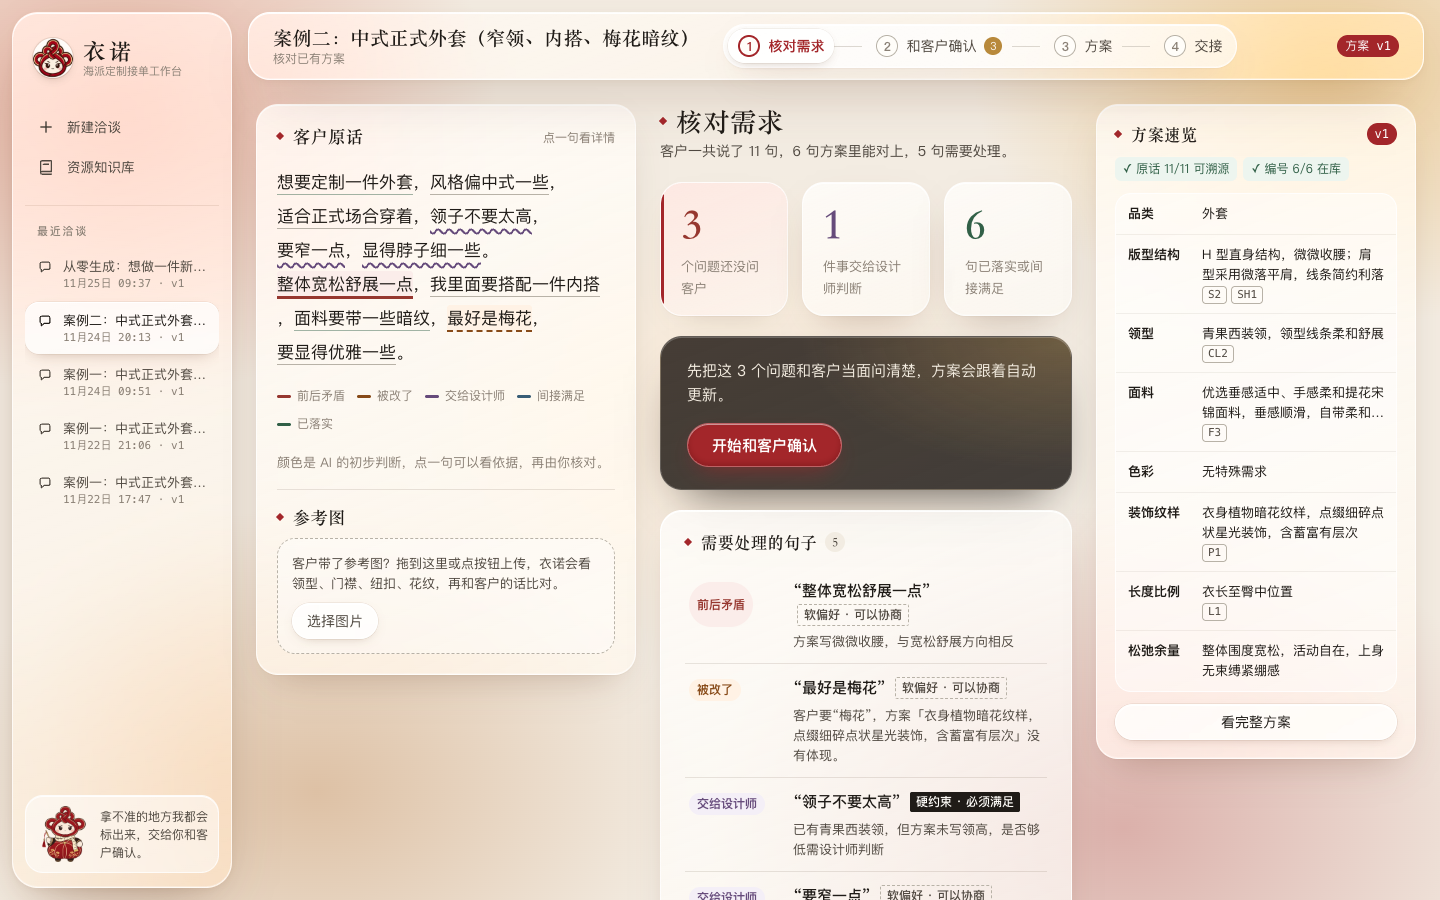 衣诺
海派定制接单工作台
新建洽谈
资源知识库
最近洽谈
从零生成：想做一件新...
11月25日 09:37 · v1
案例二：中式正式外套...
11月24日 20:13 · v1
案例一：中式正式外套...
11月24日 09:51 · v1
案例一：中式正式外套...
11月22日 21:06 · v1
案例一：中式正式外套...
11月22日 17:47 · v1
拿不准的地方我都会
标出来，交给你和客
户确认。
案例二：中式正式外套（窄领、内搭、梅花暗纹）
核对已有方案
1 核对需求
2 和客户确认 3
3 方案
4 交接
方案 v1
客户原话
点一句看详情
想要定制一件外套，风格偏中式一些，
适合正式场合穿着，领子不要太高，
要窄一点，显得脖子细一些。
整体宽松舒展一点，我里面要搭配一件内搭
，面料要带一些暗纹，最好是梅花，
要显得优雅一些。
前后矛盾 被改了 交给设计师 间接满足
已落实
颜色是 AI 的初步判断，点一句可以看依据，再由你核对。
参考图
客户带了参考图？拖到这里或点按钮上传，衣诺会看
领型、门襟、纽扣、花纹，再和客户的话比对。
选择图片
核对需求
客户一共说了 11 句，6 句方案里能对上，5 句需要处理。
3
个问题还没问
客户
1
件事交给设计
师判断
6
句已落实或间
接满足
先把这 3 个问题和客户当面问清楚，方案会跟着自动
更新。
开始和客户确认
需要处理的句子 5
前后矛盾
“整体宽松舒展一点”
软偏好 · 可以协商
方案写微微收腰，与宽松舒展方向相反
被改了
“最好是梅花” 软偏好 · 可以协商
客户要“梅花”，方案「衣身植物暗花纹样，
点缀细碎点状星光装饰，含蓄富有层次」没
有体现。
交给设计师
“领子不要太高” 硬约束 · 必须满足
已有青果西装领，但方案未写领高，是否够
低需设计师判断
交给设计师
“要窄一点” 软偏好 · 可以协商
方案速览
v1
✓ 原话 11/11 可溯源 ✓ 编号 6/6 在库
品类 外套
版型结构 H 型直身结构，微微收腰；肩
型采用微落平肩，线条简约利落
S2 SH1
领型 青果西装领，领型线条柔和舒展
CL2
面料 优选垂感适中、手感柔和提花宋
锦面料，垂感顺滑，自带柔和...
F3
色彩 无特殊需求
装饰纹样 衣身植物暗花纹样，点缀细碎点
状星光装饰，含蓄富有层次
P1
长度比例 衣长至臀中位置
L1
松弛余量 整体围度宽松，活动自在，上身
无束缚紧绷感
看完整方案